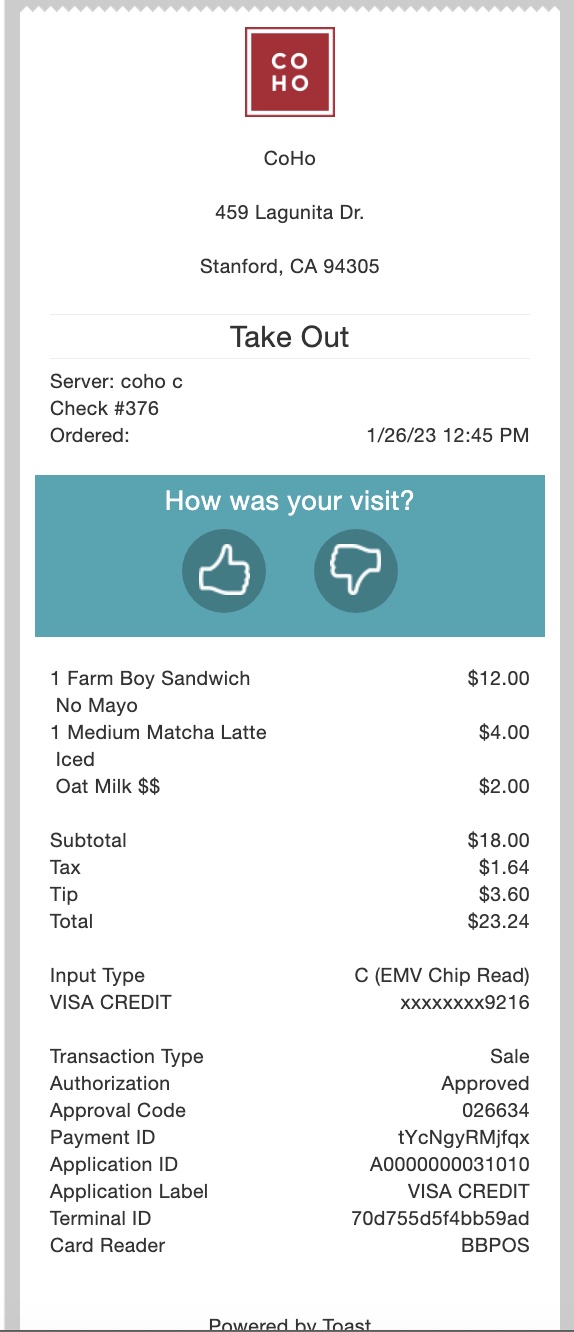 CO
HO
CoHo
459 Lagunita Dr.
Stanford, CA 94305
Take Out
Server: coho c
Check #376
Ordered: 1/26/23 12:45 PM
How was your visit?
1 Farm Boy Sandwich $12.00
No Mayo
1 Medium Matcha Latte $4.00
Iced
Oat Milk $$ $2.00
Subtotal $18.00
Tax $1.64
Tip $3.60
Total $23.24
Input Type C (EMV Chip Read)
VISA CREDIT xxxxxxxx9216
Transaction Type Sale
Authorization Approved
Approval Code 026634
Payment ID tYcNgyRMjfqx
Application ID A0000000031010
Application Label VISA CREDIT
Terminal ID 70d755d5f4bb59ad
Card Reader BBPOS
Powered by Toast